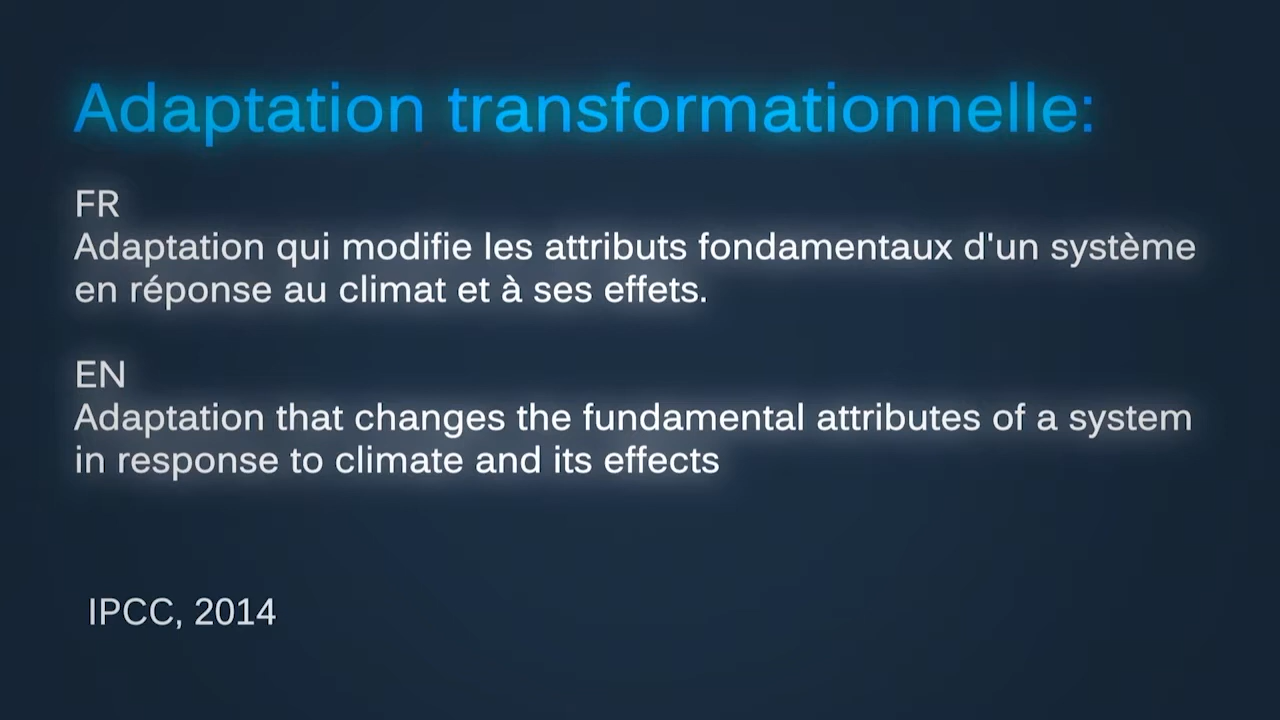 Adaptation transformationnelle:
FR
Adaptation qui modifie les attributs fondamentaux d'un système
en réponse au climat et à ses effets.
EN
Adaptation that changes the fundamental attributes of a system
in response to climate and its effects
IPCC, 2014